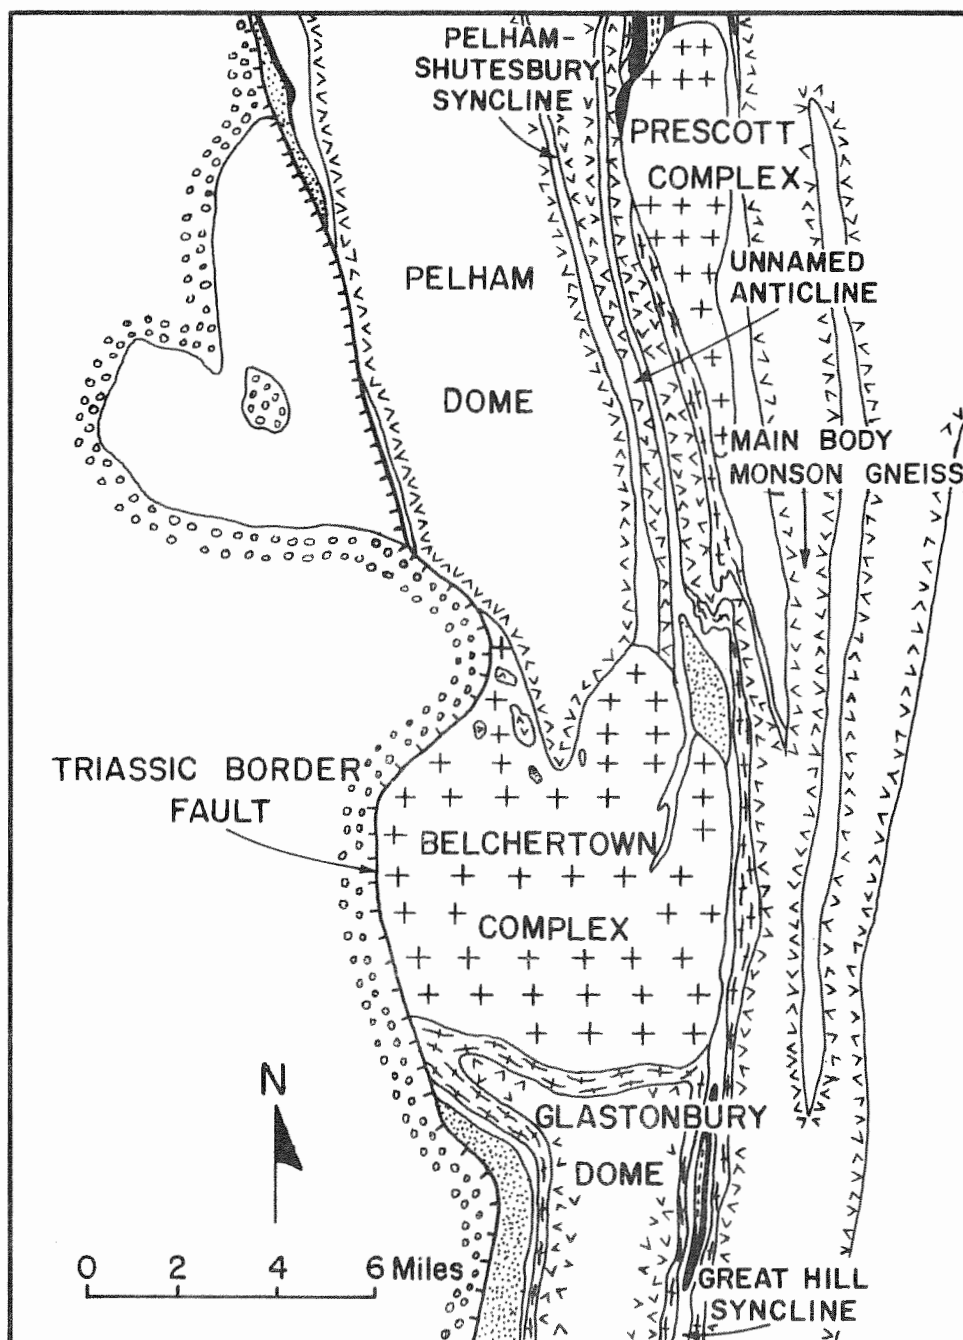 PELHAM-
SHUTESBURY
SYNCLINE
PRESCOTT
COMPLEX
UNNAMED
ANTICLINE
PELHAM
DOME
MAIN BODY
MONSON GNEISS
TRIASSIC BORDER
FAULT
BELCHERTOWN
COMPLEX
N
GLASTONBURY
DOME
0 2 4 6 Miles
GREAT HILL
SYNCLINE